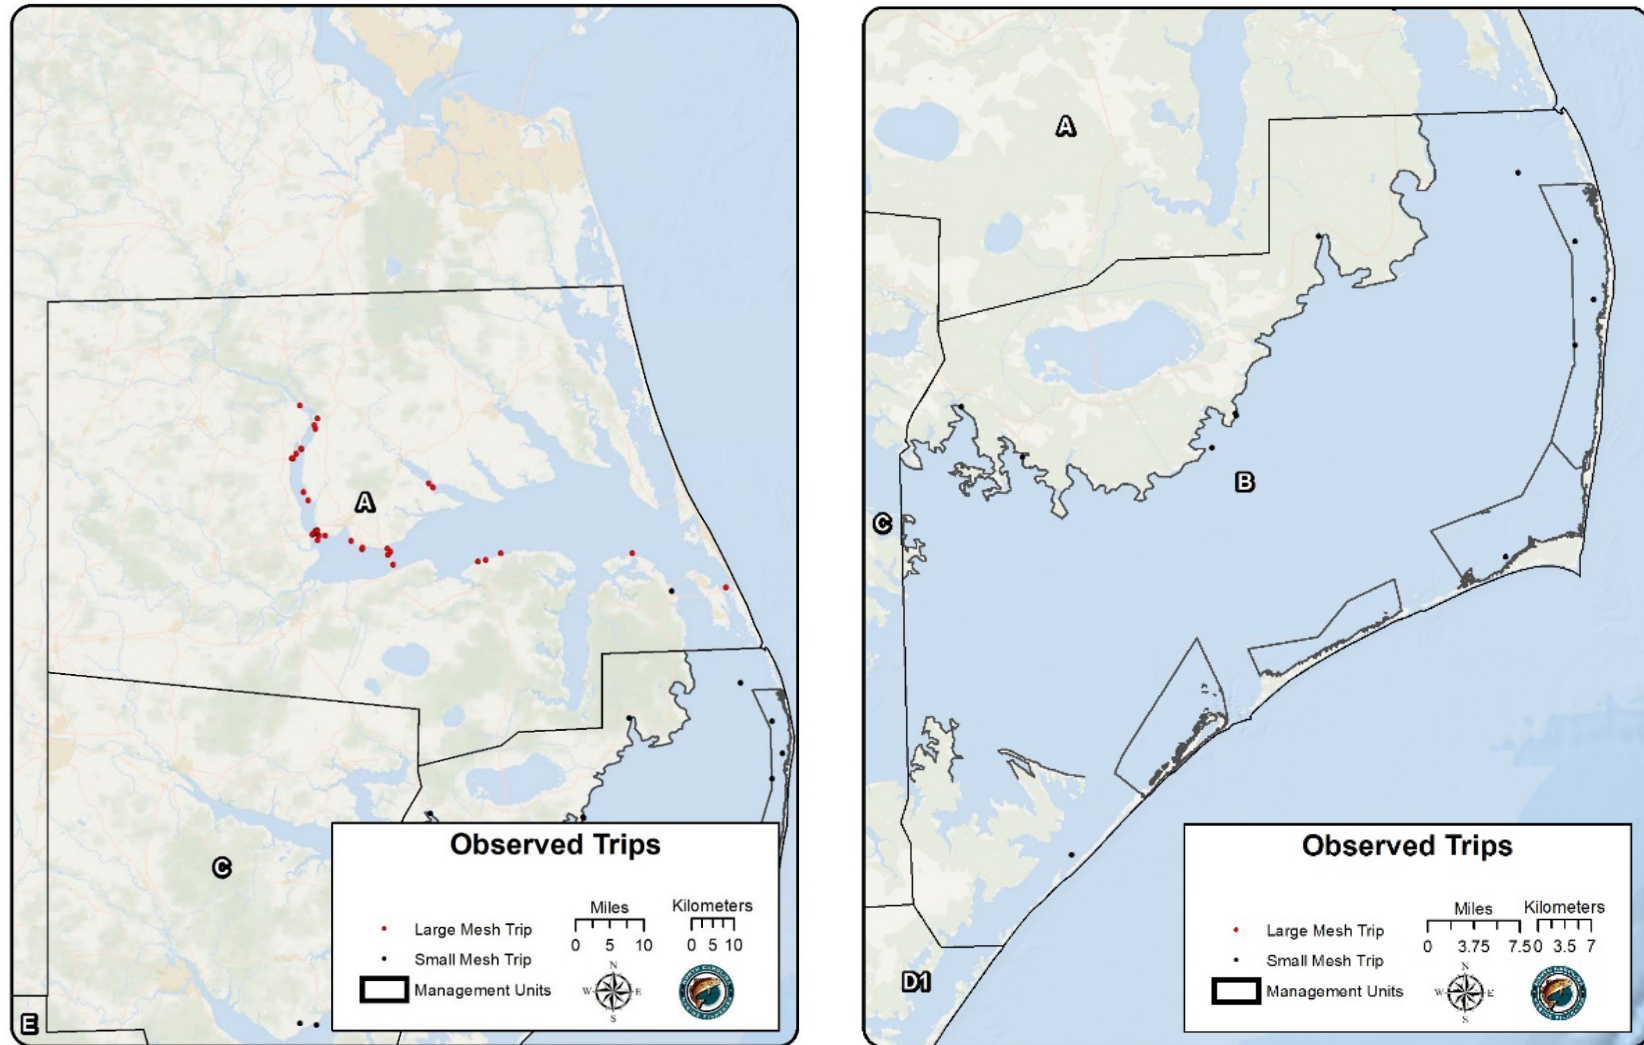 A
C
E
Observed Trips
Miles
Kilometers
0 5 10
0 5 10
Large Mesh Trip
Small Mesh Trip
Management Units
N
W E
S
A
B
C
D1
Observed Trips
Miles
Kilometers
0 3.75 7.5
0 3.5 7
Large Mesh Trip
Small Mesh Trip
Management Units
N
W E
S